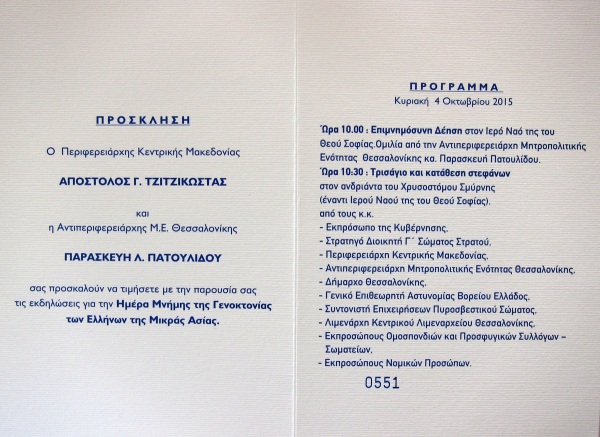 ΠΡΟΣΚΛΗΣΗ
Ο Περιφερειάρχης Κεντρικής Μακεδονίας
ΑΠΟΣΤΟΛΟΣ Γ. ΤΖΙΤΖΙΚΩΣΤΑΣ
και
η Αντιπεριφερειάρχης Μ.Ε. Θεσσαλονίκης
ΠΑΡΑΣΚΕΥΗ Λ. ΠΑΤΟΥΛΙΔΟΥ
σας προσκαλούν να τιμήσετε με την παρουσία σας
τις εκδηλώσεις για την Ημέρα Μνήμης της Γενοκτονίας
των Ελλήνων της Μικράς Ασίας.
ΠΡΟΓΡΑΜΜΑ
Κυριακή 4 Οκτωβρίου 2015
Ώρα 10.00 : Επιμνημόσυνη Δέηση στον Ιερό Ναό της του
Θεού Σοφίας.Ομιλία από την Αντιπεριφερειάρχη Μητροπολιτικής
Ενότητας Θεσσαλονίκης κα. Παρασκευή Πατουλίδου.
Ώρα 10:30 : Τρισάγιο και κατάθεση στεφάνων
στον ανδριάντα του Χρυσοστόμου Σμύρνης
(έναντι Ιερού Ναού της του Θεού Σοφίας).
από τους κ.κ.
- Εκπρόσωπο της Κυβέρνησης,
- Στρατηγό Διοικητή Γ΄ Σώματος Στρατού,
- Περιφερειάρχη Κεντρικής Μακεδονίας,
- Αντιπεριφερειάρχη Μητροπολιτικής Ενότητας Θεσσαλονίκης,
- Δήμαρχο Θεσσαλονίκης,
- Γενικό Επιθεωρητή Αστυνομίας Βορείου Ελλάδος,
- Συντονιστή Επιχειρήσεων Πυροσβεστικού Σώματος,
- Λιμενάρχη Κεντρικού Λιμεναρχείου Θεσσαλονίκης,
- Εκπροσώπους Ομοσπονδιών και Προσφυγικών Συλλόγων –
Σωματείων,
- Εκπροσώπους Νομικών Προσώπων.
0551